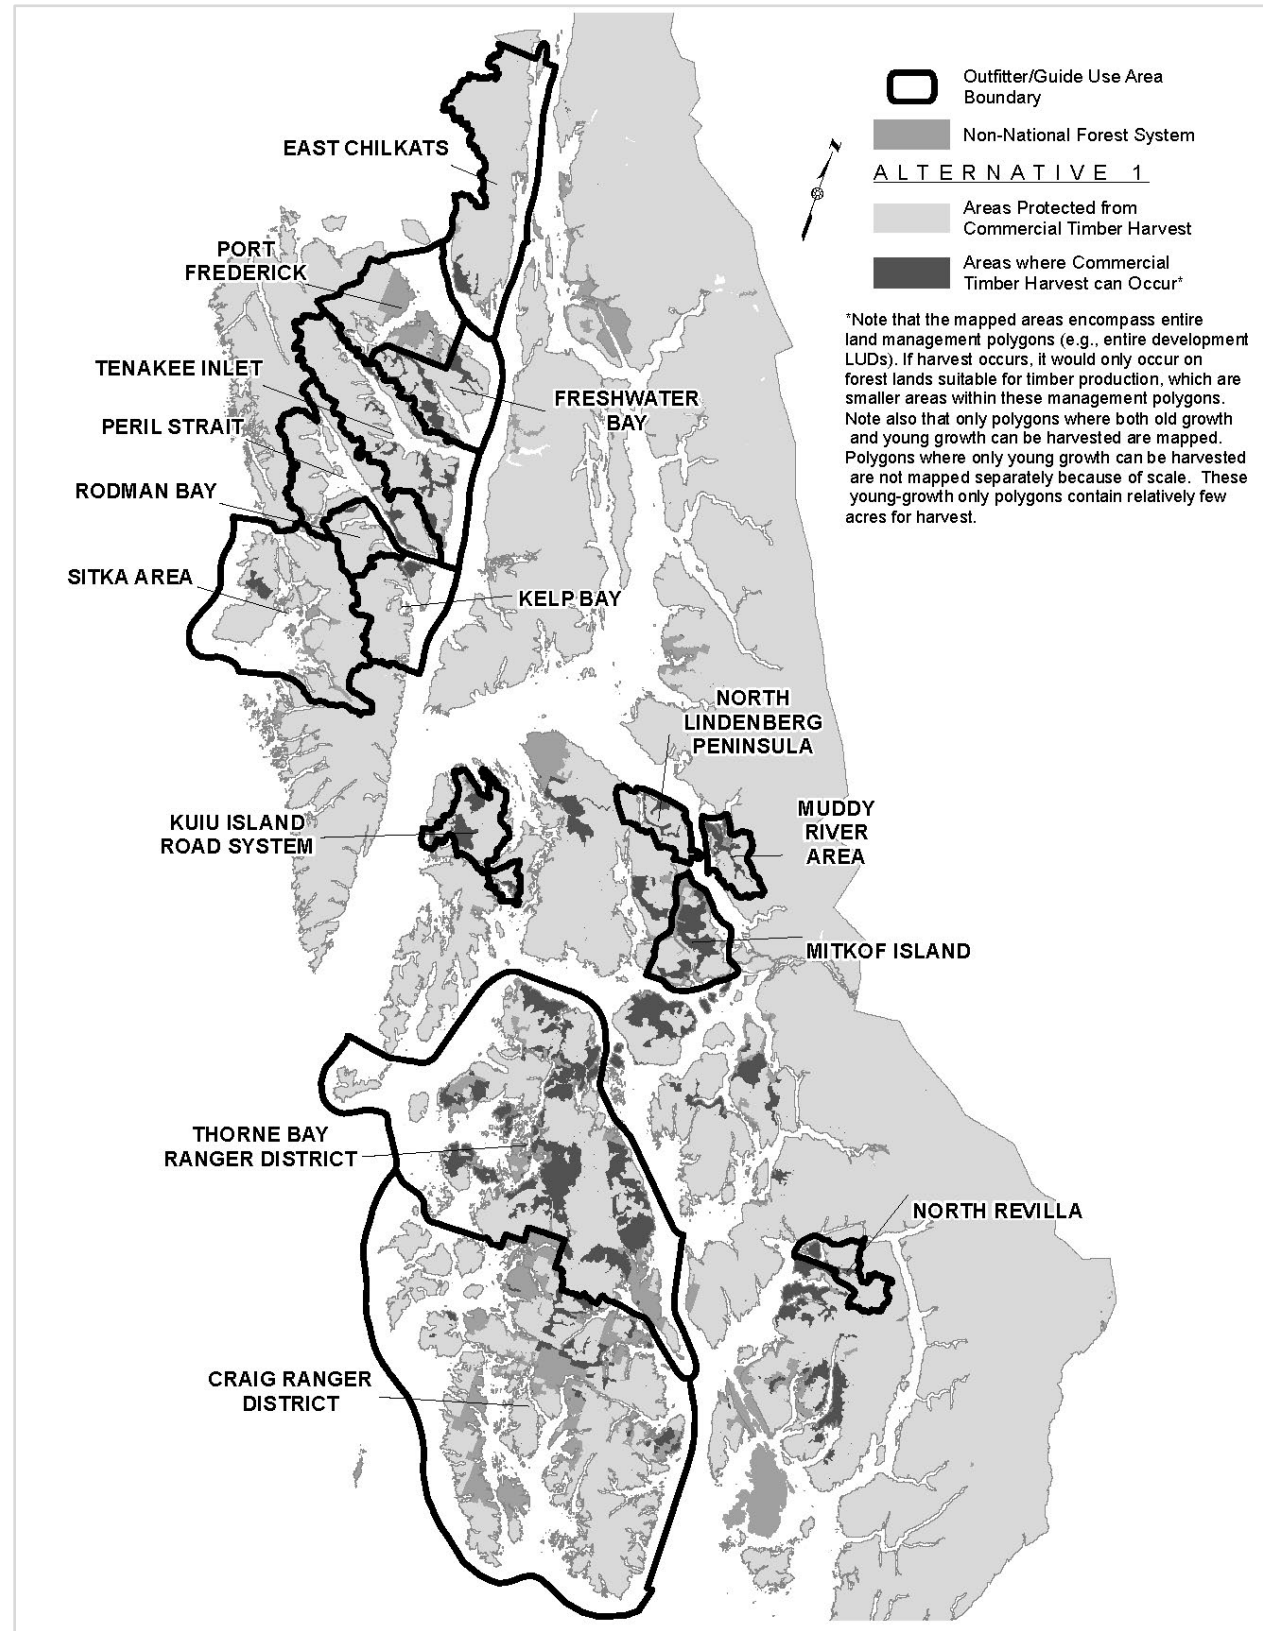 Outfitter/Guide Use Area
Boundary
Non-National Forest System
ALTERNATIVE 1
Areas Protected from
Commercial Timber Harvest
Areas where Commercial
Timber Harvest can Occur*
*Note that the mapped areas encompass entire
land management polygons (e.g., entire development
LUDs). If harvest occurs, it would only occur on
forest lands suitable for timber production, which are
smaller areas within these management polygons.
Note also that only polygons where both old growth
and young growth can be harvested are mapped.
Polygons where only young growth can be harvested
are not mapped separately because of scale. These
young-growth only polygons contain relatively few
acres for harvest.
N
EAST CHILKATS
PORT
FREDERICK
TENAKEE INLET
FRESHWATER
BAY
PERIL STRAIT
RODMAN BAY
SITKA AREA
KELP BAY
NORTH
LINDENBERG
PENINSULA
KUIU ISLAND
ROAD SYSTEM
MUDDY
RIVER
AREA
MITKOF ISLAND
THORNE BAY
RANGER DISTRICT
NORTH REVILLA
CRAIG RANGER
DISTRICT